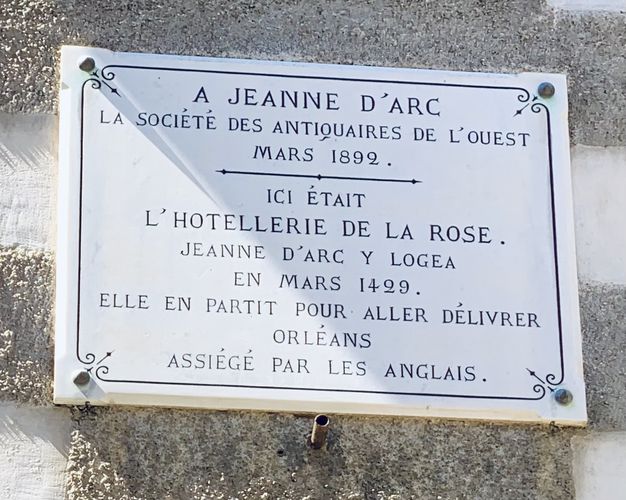 A JEANNE D'ARC
LA SOCIÉTÉ DES ANTIQUAIRES DE L'OUEST
MARS 1892.
ICI ÉTAIT
L'HOTELLERIE DE LA ROSE.
JEANNE D'ARC Y LOGEA
EN MARS 1429.
ELLE EN PARTIT POUR ALLER DÉLIVRER
ORLÉANS
ASSIÉGÉ PAR LES ANGLAIS.